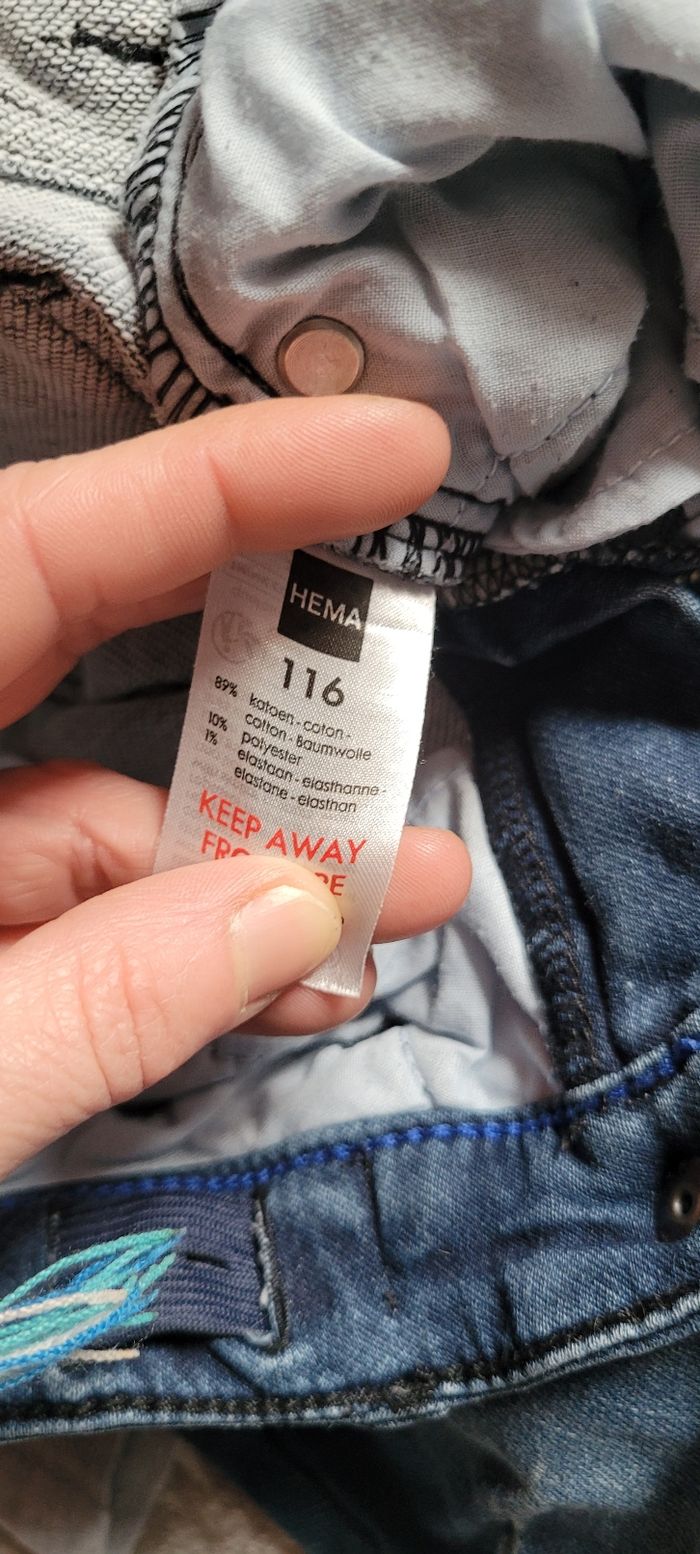 HEMA
116
89% katoen - coton -
cotton - Baumwolle
10% polyester
1% elastaan - elasthanne -
elastane - elasthan
KEEP AWAY